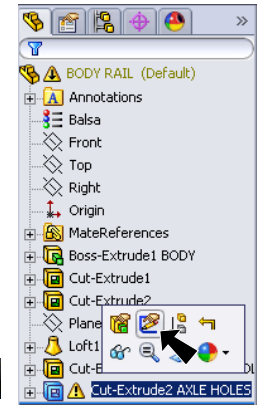 »
BODY RAIL (Default)
A Annotations
Balsa
Front
Top
Right
Origin
MateReferences
Boss-Extrude1 BODY
Cut-Extrude1
Cut-Extrude2
Plane
Loft1
Cut-E
Cut-Extrude2 AXLE HOLES